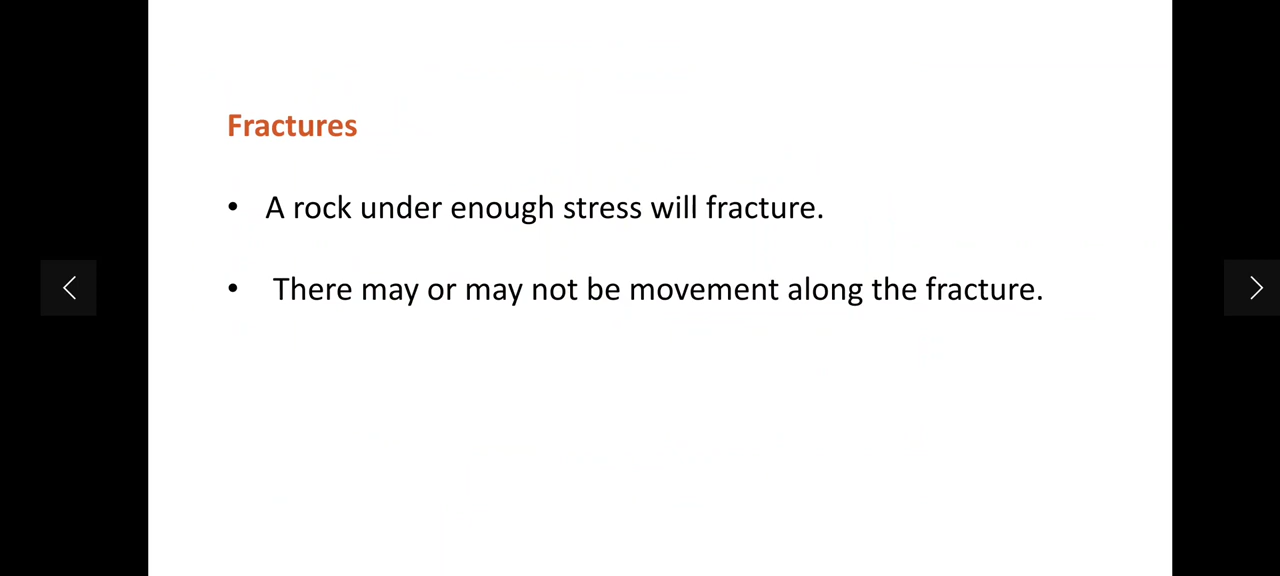 Fractures
• A rock under enough stress will fracture.
• There may or may not be movement along the fracture.